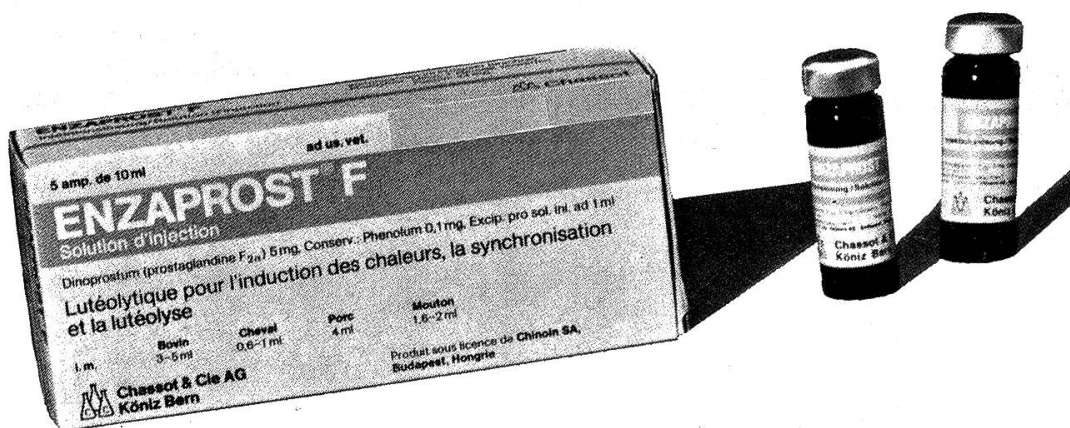 ENZAPROST F
Chassot
5 amp. de 10 ml
ad us. vet.
ENZAPROST F
Solution d'injection
Dinoprostum (prostaglandine F2α) 5 mg, Conserv.: Phenolum 0,1 mg, Excip. pro sol. inj. ad 1 ml
Lutéolytique pour l'induction des chaleurs, la synchronisation
et la lutéolyse
i.m.
Bovin
3–5 ml
Cheval
0,6–1 ml
Porc
4 ml
Mouton
1,6–2 ml
Chassot & Cie AG
Köniz Bern
Produit sous licence de Chinoin SA,
Budapest, Hongrie
Chassot &
Köniz Bern
Chass
Köniz